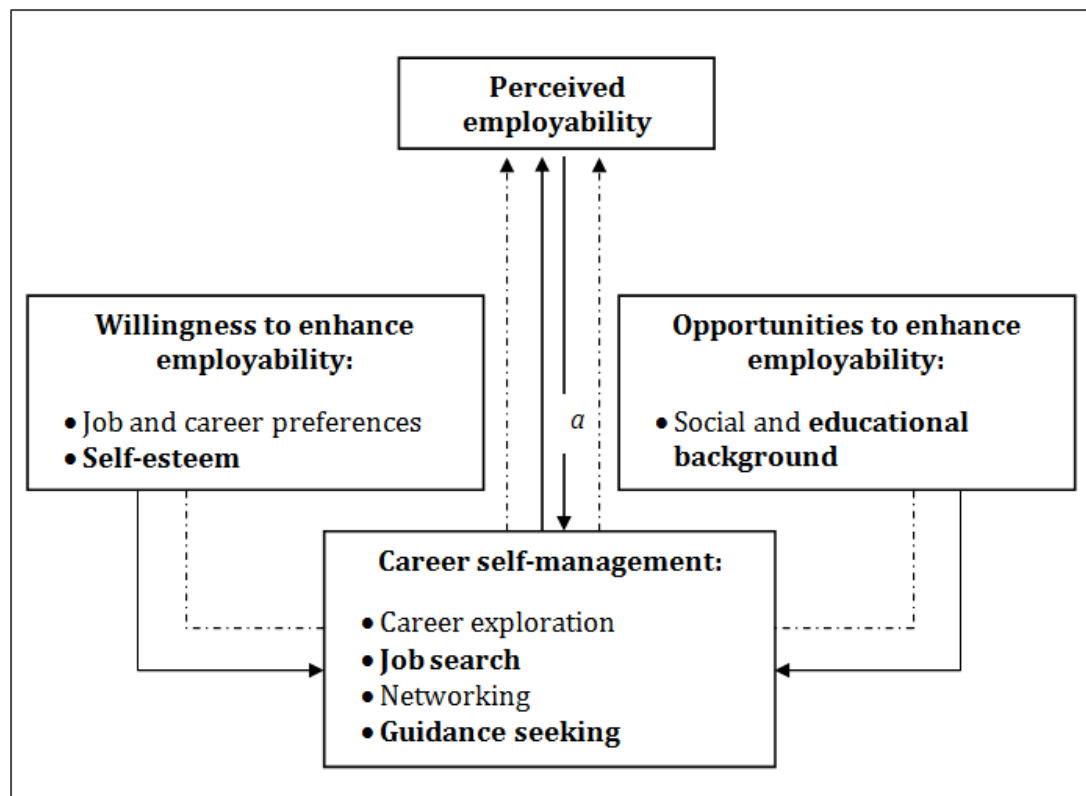 Perceived
employability
Willingness to enhance
employability:
• Job and career preferences
• Self-esteem
Opportunities to enhance
employability:
• Social and educational
background
a
Career self-management:
• Career exploration
• Job search
• Networking
• Guidance seeking